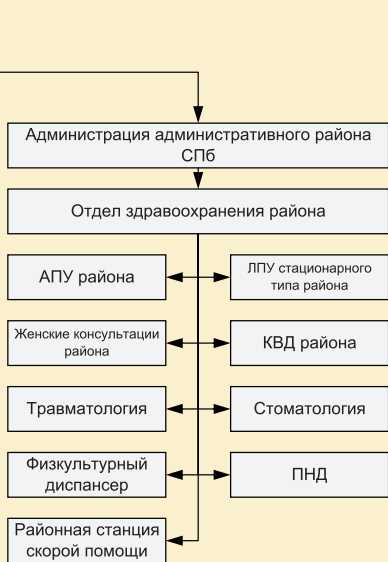 Администрация административного района
СПб
Отдел здравоохранения района
АПУ района
ЛПУ стационарного
типа района
Женские консультации
района
КВД района
Травматология
Стоматология
Физкультурный
диспансер
ПНД
Районная станция
скорой помощи